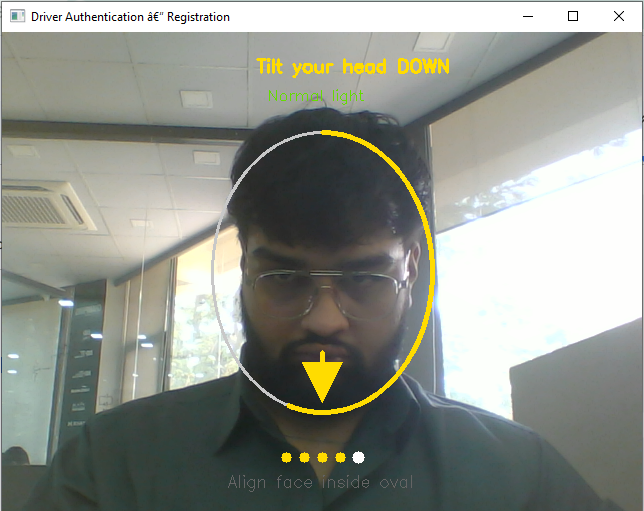 Driver Authentication â€“ Registration
Tilt your head DOWN
Align face inside oval